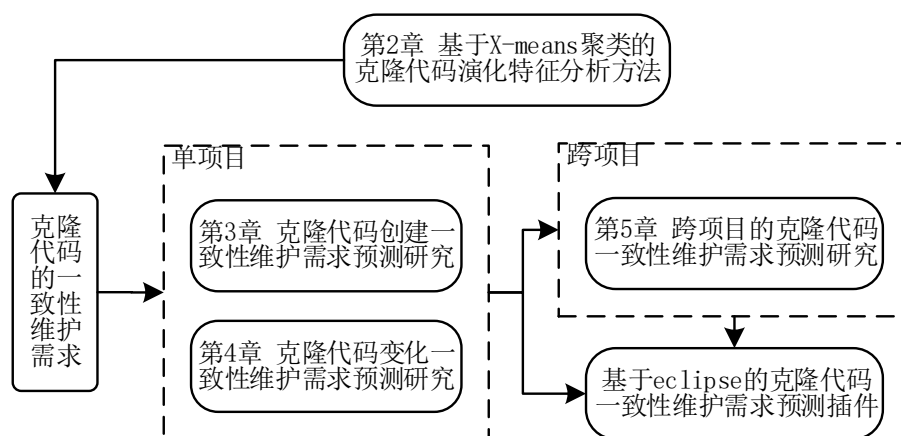 第2章 基于X-means聚类的
克隆代码演化特征分析方法
克隆
代码
的一
致性
维护
需求
单项目
第3章 克隆代码创建一
致性维护需求预测研究
第4章 克隆代码变化一
致性维护需求预测研究
跨项目
第5章 跨项目的克隆代码
一致性维护需求预测研究
基于eclipse的克隆代码
一致性维护需求预测插件